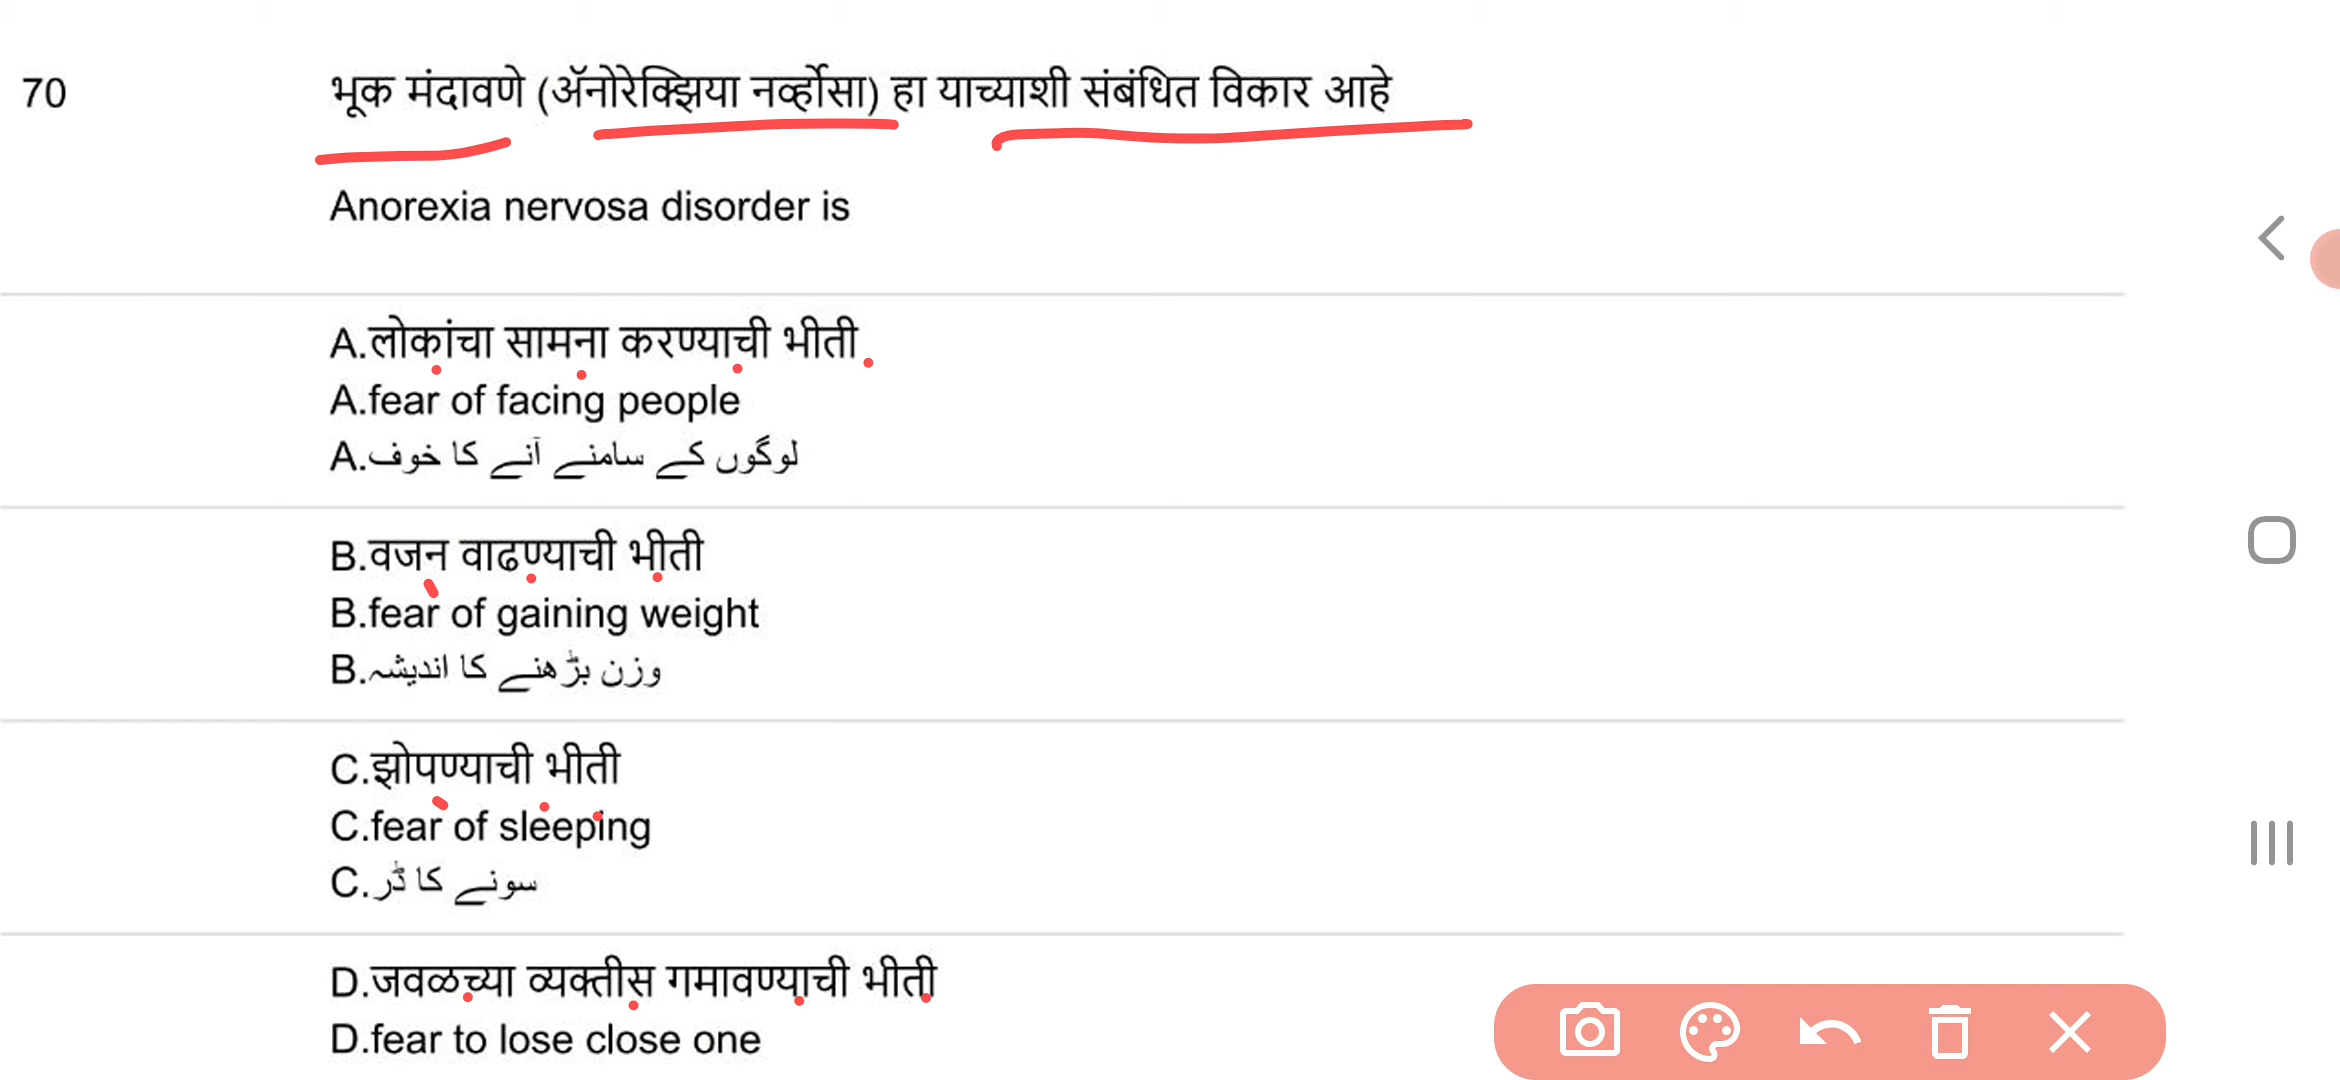 70 भूक मंदावणे (ॲनोरेक्झिया नर्व्होसा) हा याच्याशी संबंधित विकार आहे
Anorexia nervosa disorder is
A.लोकांचा सामना करण्याची भीती
A.fear of facing people
A.لوگوں کے سامنے آنے کا خوف
B.वजन वाढण्याची भीती
B.fear of gaining weight
B.وزن بڑھنے کا اندیشہ
C.झोपण्याची भीती
C.fear of sleeping
C.سونے کا ڈر
D.जवळच्या व्यक्तीस गमावण्याची भीती
D.fear to lose close one